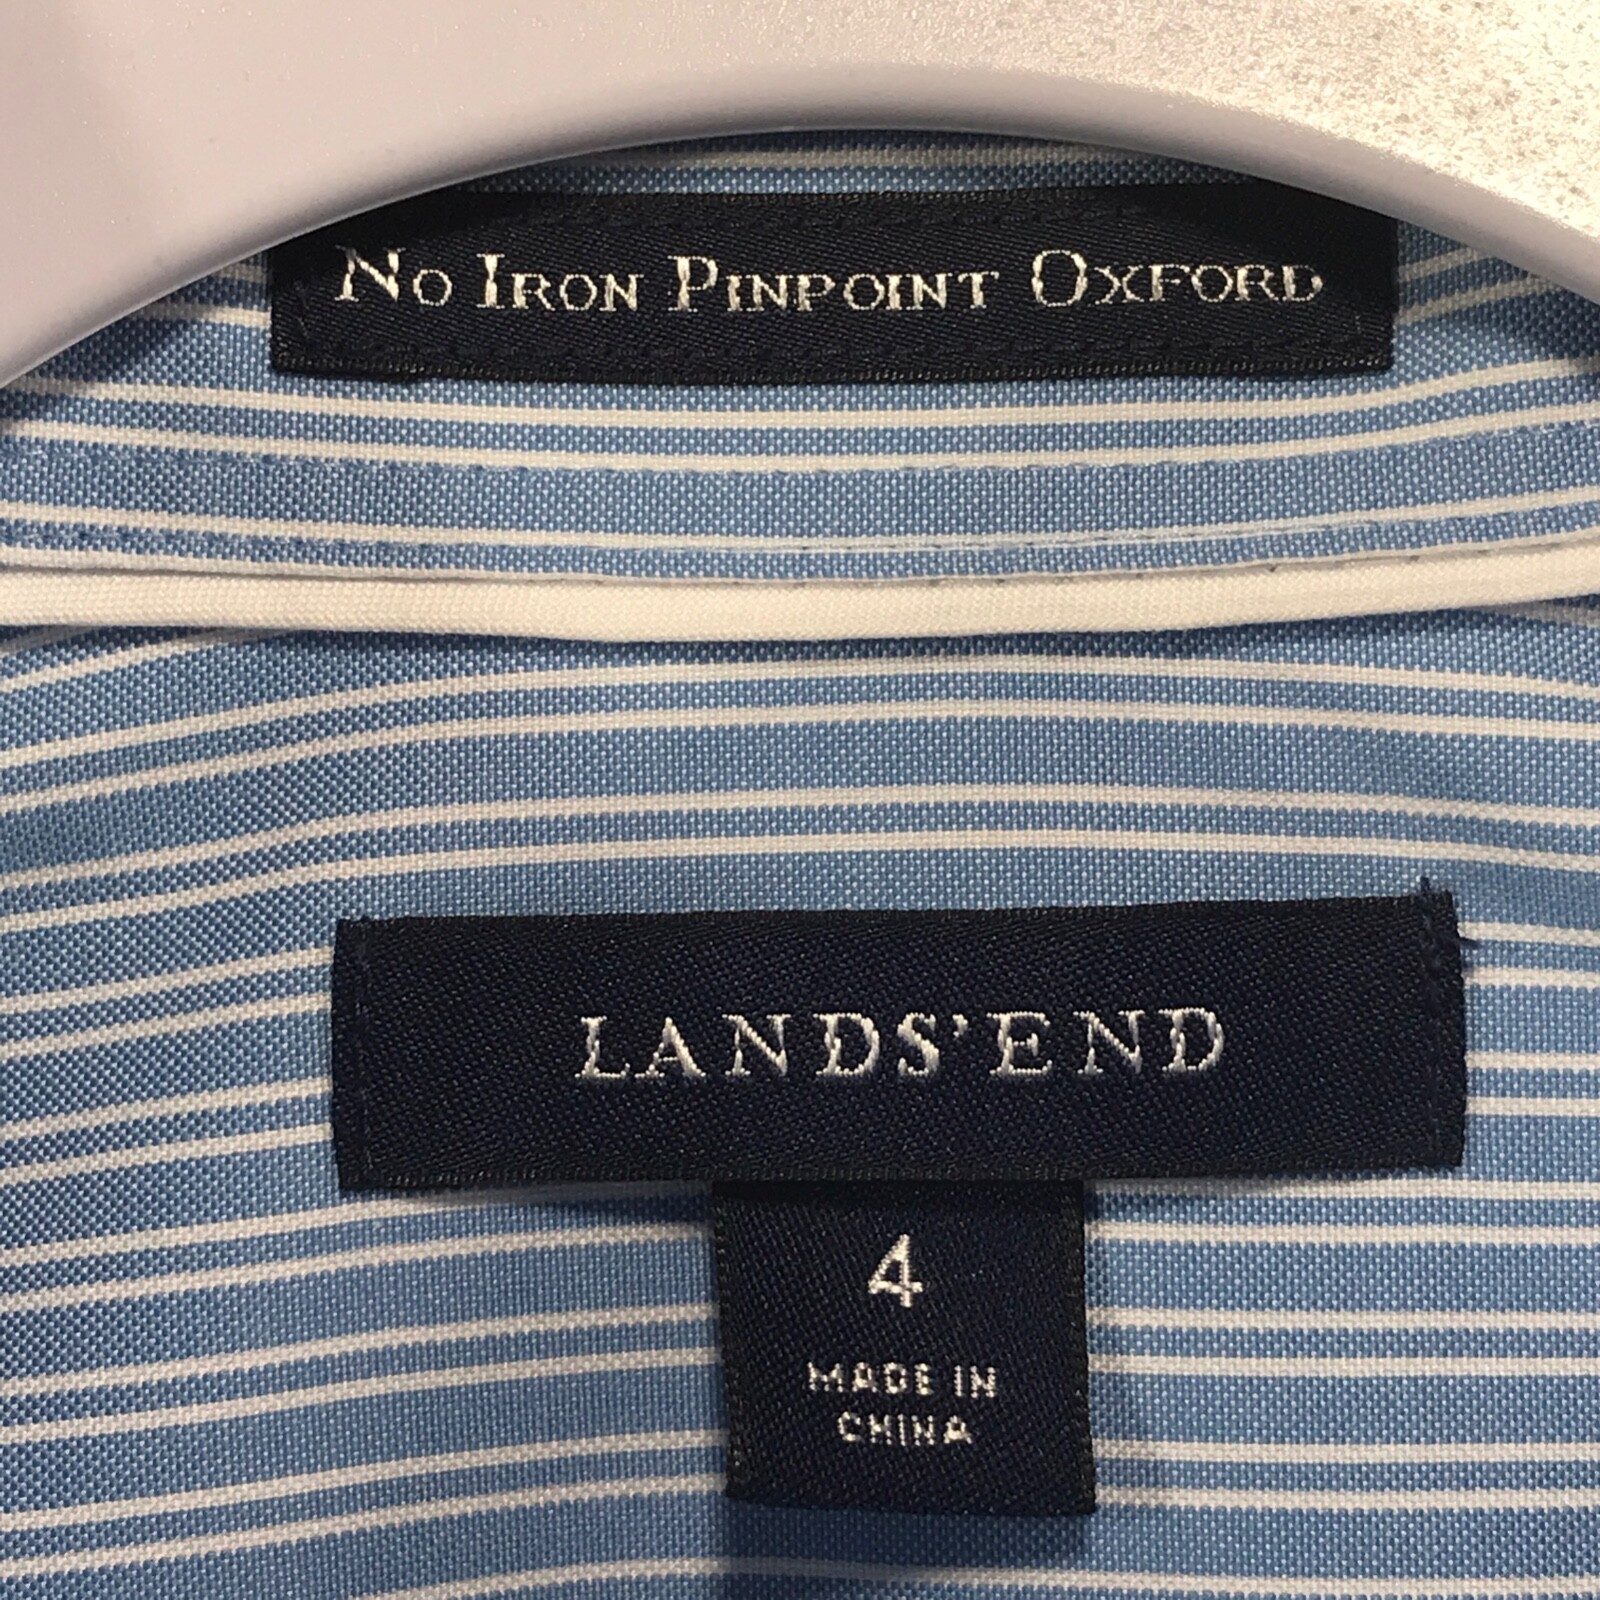 No Iron Pinpoint Oxford
LANDS'END
4
MADE IN
CHINA